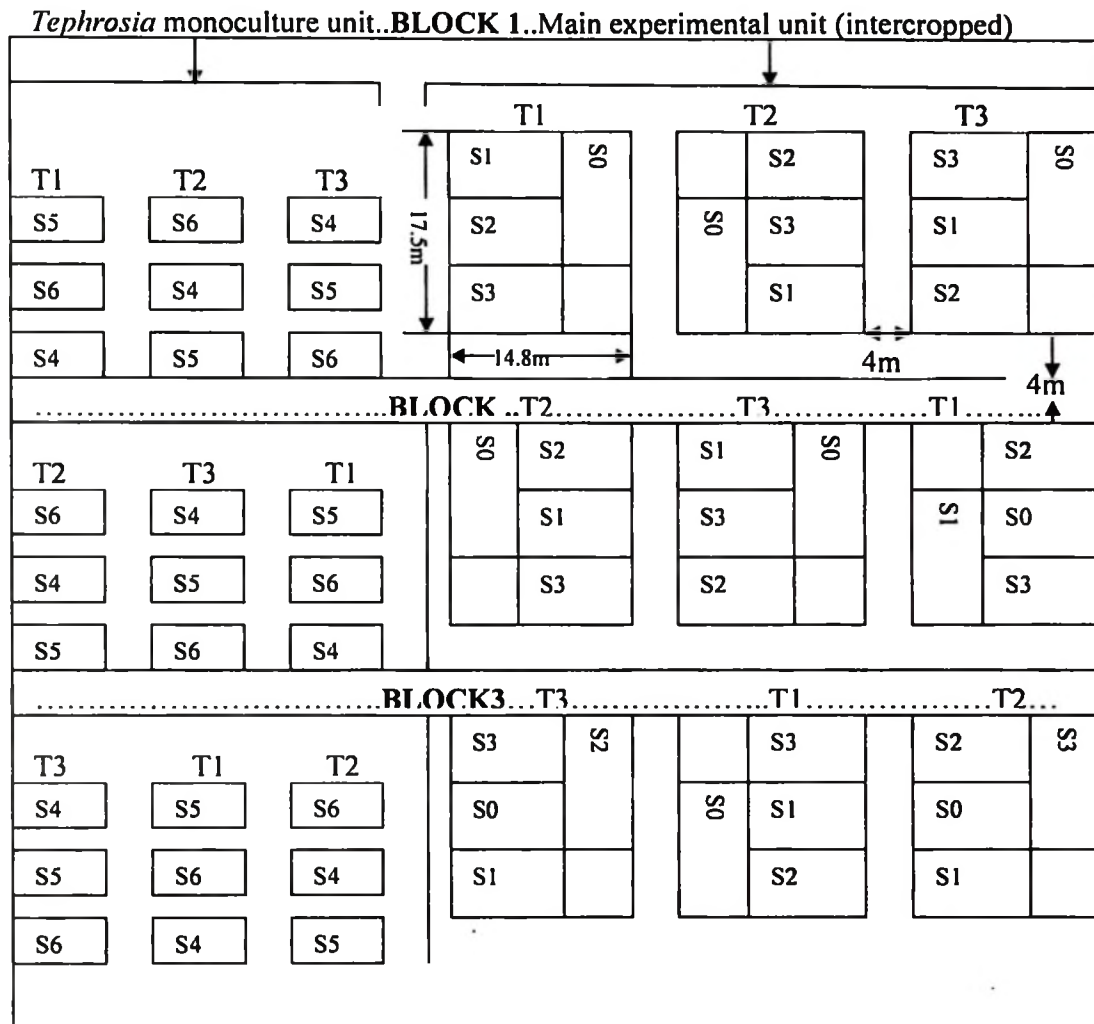 Tephrosia monoculture unit..BLOCK 1..Main experimental unit (intercropped)
T1 T2 T3
S1 S0 S2 S3 S0
T1 T2 T3
S5 S6 S4
17.5m
S2 S0 S3 S1
S6 S4 S5
S3 S1 S2
S4 S5 S6
14.8m 4m
4m
BLOCK ..T2 T3 T1
S0 S2 S1 S0 S2
T2 T3 T1
S6 S4 S5
S1 S3 S1 S0
S4 S5 S6
S3 S2 S3
S5 S6 S4
BLOCK3...T3 T1 T2...
S3 S2 S3 S2 S3
T3 T1 T2
S4 S5 S6
S0 S0 S1 S0
S5 S6 S4
S1 S2 S1
S6 S4 S5